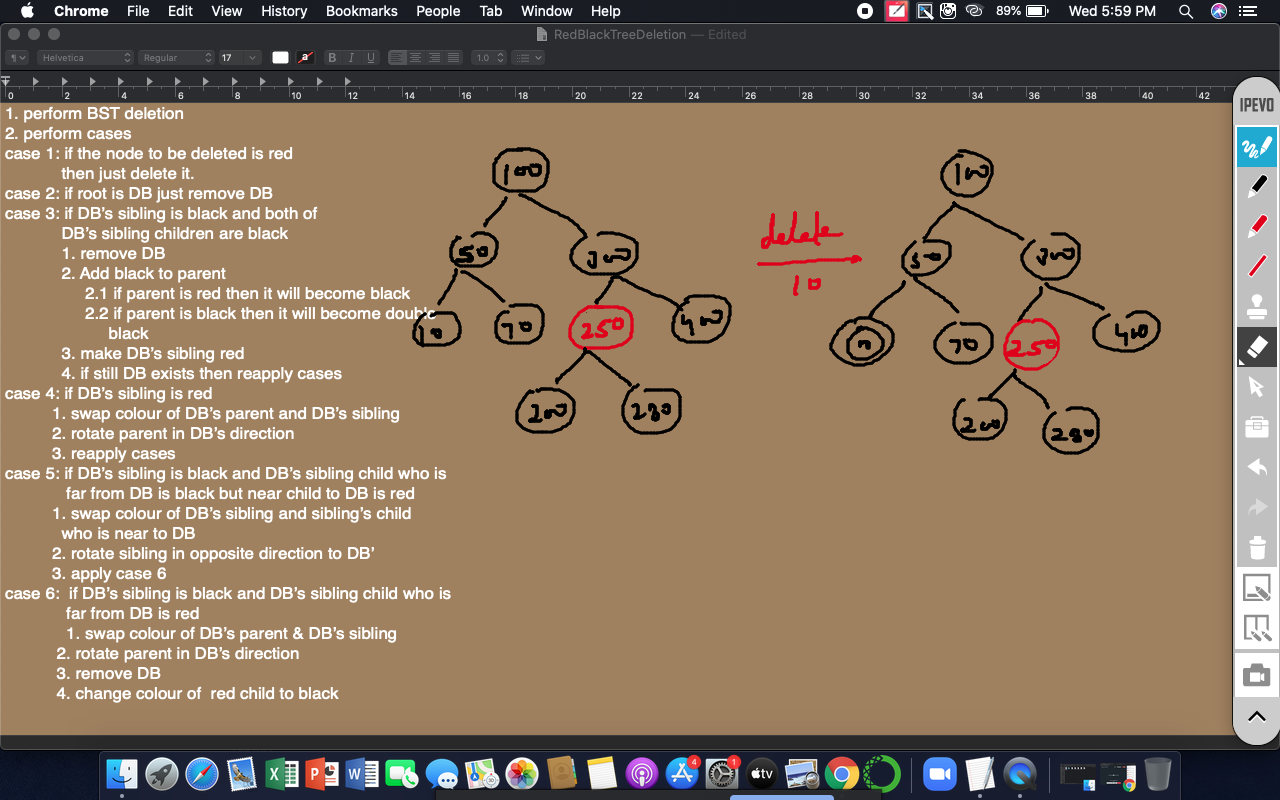 Chrome File Edit View History Bookmarks People Tab Window Help 89% Wed 5:59 PM
RedBlackTreeDeletion — Edited
¶ Helvetica Regular 17 a B I U 1.0
0 2 4 6 8 10 12 14 16 18 20 22 24 26 28 30 32 34 36 38 40 42
IPEVO
1. perform BST deletion
2. perform cases
case 1: if the node to be deleted is red
then just delete it.
case 2: if root is DB just remove DB
case 3: if DB’s sibling is black and both of
DB’s sibling children are black
1. remove DB
2. Add black to parent
2.1 if parent is red then it will become black
2.2 if parent is black then it will become double
black
3. make DB’s sibling red
4. if still DB exists then reapply cases
case 4: if DB’s sibling is red
1. swap colour of DB’s parent and DB’s sibling
2. rotate parent in DB’s direction
3. reapply cases
case 5: if DB’s sibling is black and DB’s sibling child who is
far from DB is black but near child to DB is red
1. swap colour of DB’s sibling and sibling’s child
who is near to DB
2. rotate sibling in opposite direction to DB’
3. apply case 6
case 6: if DB’s sibling is black and DB’s sibling child who is
far from DB is red
1. swap colour of DB’s parent & DB’s sibling
2. rotate parent in DB’s direction
3. remove DB
4. change colour of red child to black
100
50 300
10 70 250 400
200 280
delete
10
100
50 300
70 250 400
200 280
4 1
tv